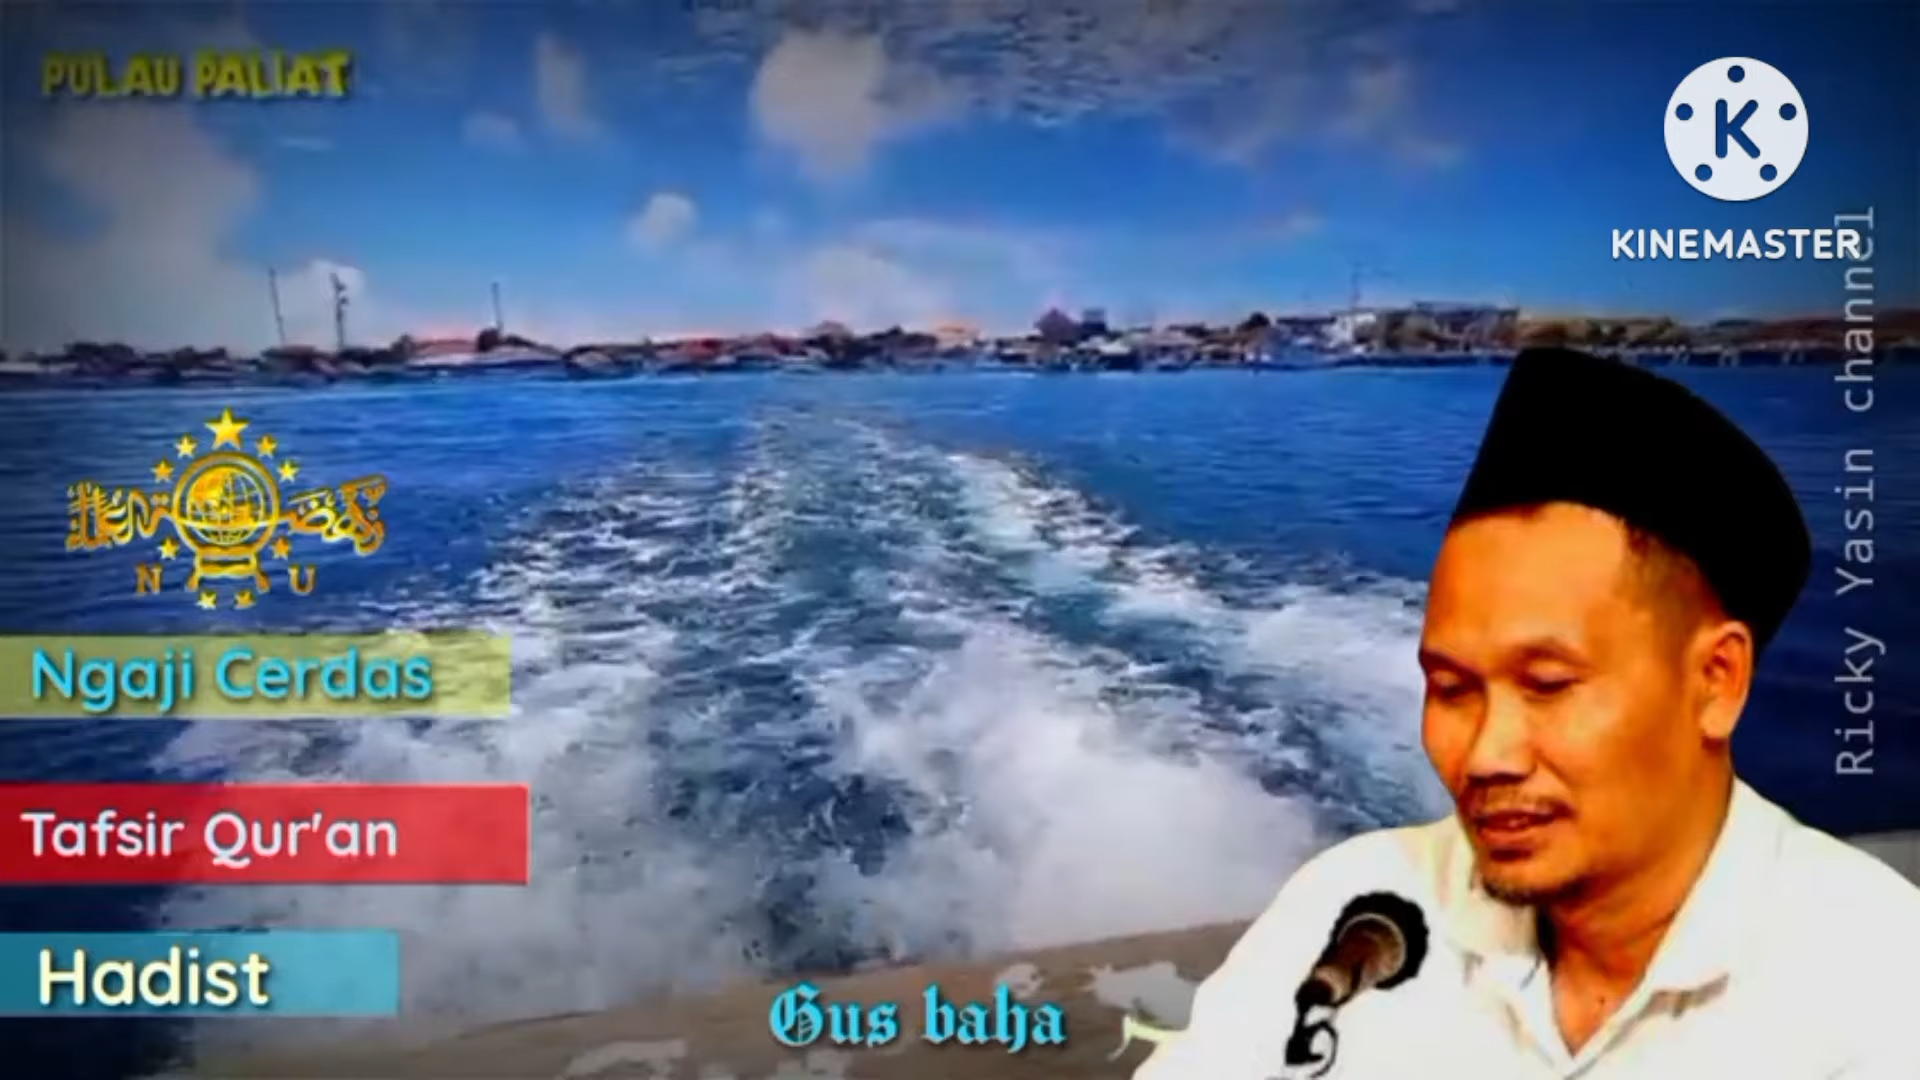 PULAU PALIAT
K
KINEMASTER
Ricky Yasin channel
N U
Ngaji Cerdas
Tafsir Qur'an
Hadist
Gus baha